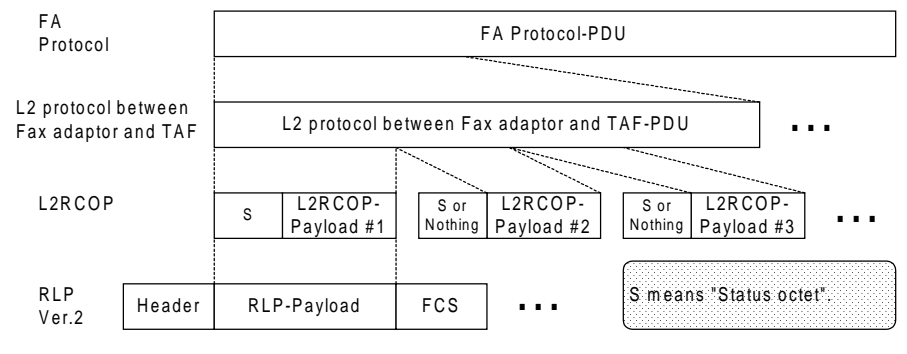 FA
Protocol
FA Protocol-PDU
L2 protocol between
Fax adaptor and TAF
L2 protocol between Fax adaptor and TAF-PDU
...
L2RCOP
S
L2RCOP-
Payload #1
S or
Nothing
L2RCOP-
Payload #2
S or
Nothing
L2RCOP-
Payload #3
...
RLP
Ver.2
Header
RLP-Payload
FCS
...
S means "Status octet".